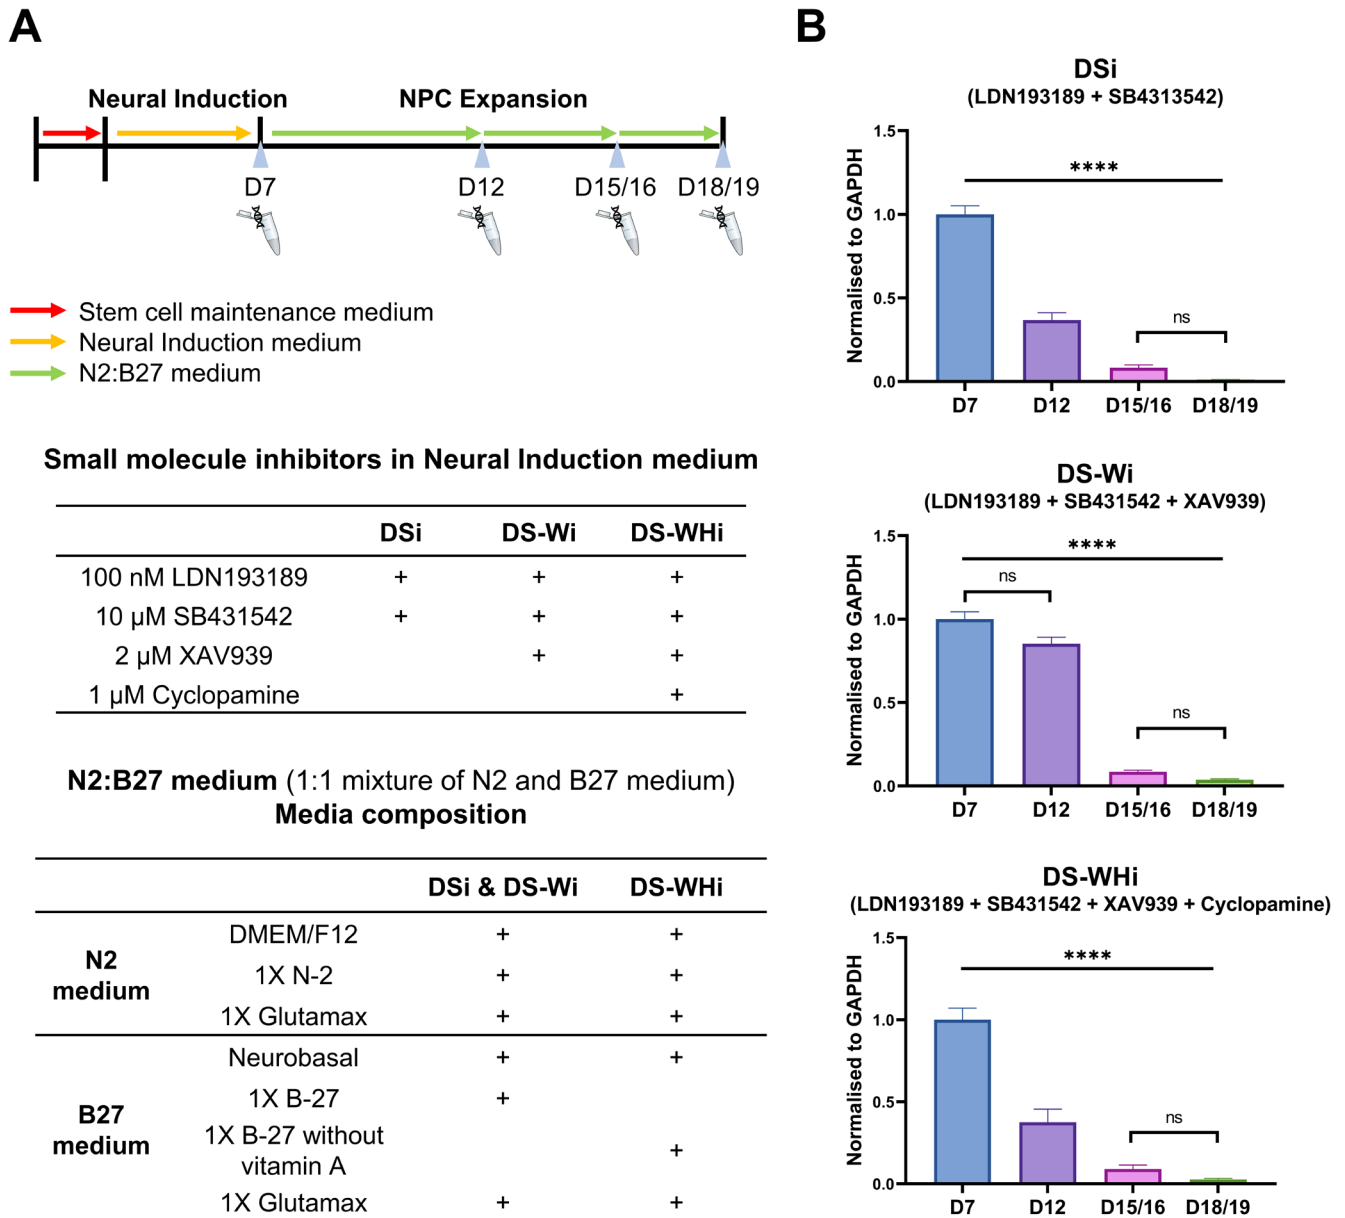 A
Neural Induction
NPC Expansion
D7
D12
D15/16
D18/19
Stem cell maintenance medium
Neural Induction medium
N2:B27 medium
Small molecule inhibitors in Neural Induction medium
DSi DS-Wi DS-WHi
100 nM LDN193189 + + +
10 µM SB431542 + + +
2 µM XAV939 + +
1 µM Cyclopamine +
N2:B27 medium (1:1 mixture of N2 and B27 medium)
Media composition
DSi & DS-Wi DS-WHi
N2
medium
DMEM/F12 + +
1X N-2 + +
1X Glutamax + +
B27
medium
Neurobasal + +
1X B-27 +
1X B-27 without
vitamin A +
1X Glutamax + +
B
DSi
(LDN193189 + SB4313542)
Normalised to GAPDH
1.5
1.0
0.5
0.0
****
ns
D7 D12 D15/16 D18/19
DS-Wi
(LDN193189 + SB431542 + XAV939)
Normalised to GAPDH
1.5
1.0
0.5
0.0
****
ns
ns
D7 D12 D15/16 D18/19
DS-WHi
(LDN193189 + SB431542 + XAV939 + Cyclopamine)
Normalised to GAPDH
1.5
1.0
0.5
0.0
****
ns
D7 D12 D15/16 D18/19